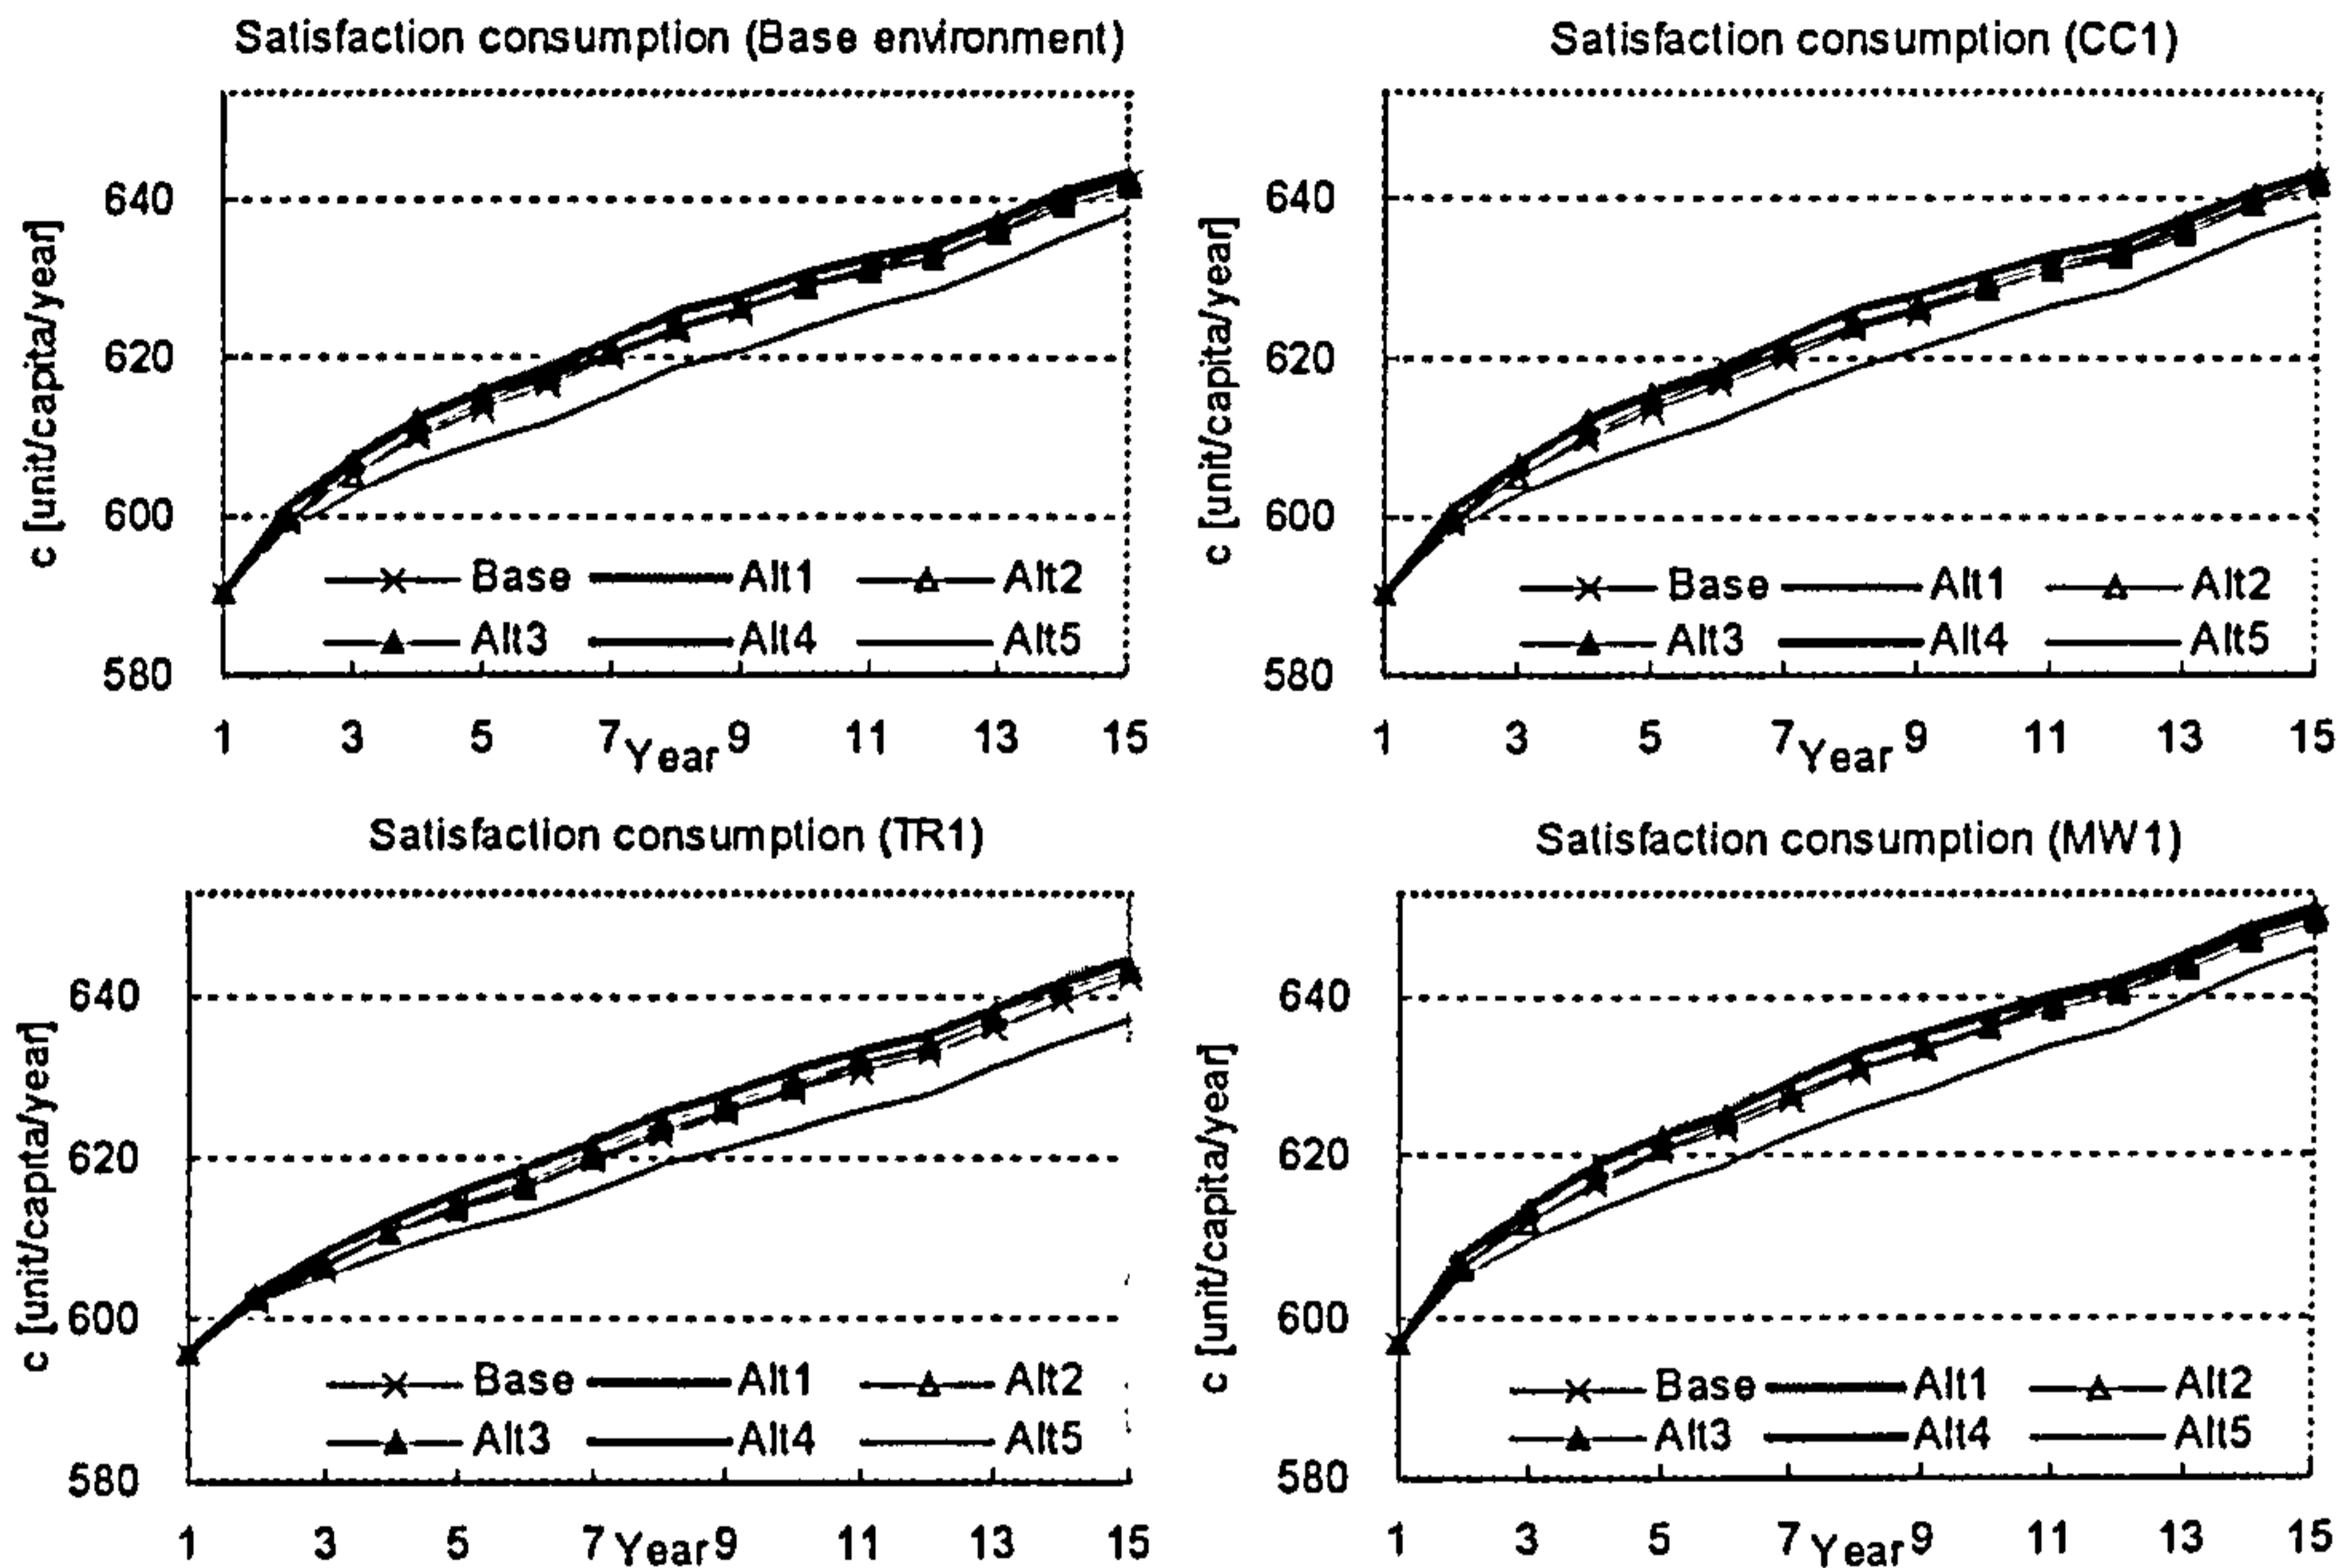 Satisfaction consumption (Base environment)
c [unit/capita/year]
640
620
600
580
Base Alt1 Alt2
Alt3 Alt4 Alt5
1 3 5 7 9 11 13 15
Year
Satisfaction consumption (CC1)
c [unit/capita/year]
640
620
600
580
Base Alt1 Alt2
Alt3 Alt4 Alt5
1 3 5 7 9 11 13 15
Year
Satisfaction consumption (TR1)
c [unit/capita/year]
640
620
600
580
Base Alt1 Alt2
Alt3 Alt4 Alt5
1 3 5 7 9 11 13 15
Year
Satisfaction consumption (MW1)
c [unit/capita/year]
640
620
600
580
Base Alt1 Alt2
Alt3 Alt4 Alt5
1 3 5 7 9 11 13 15
Year